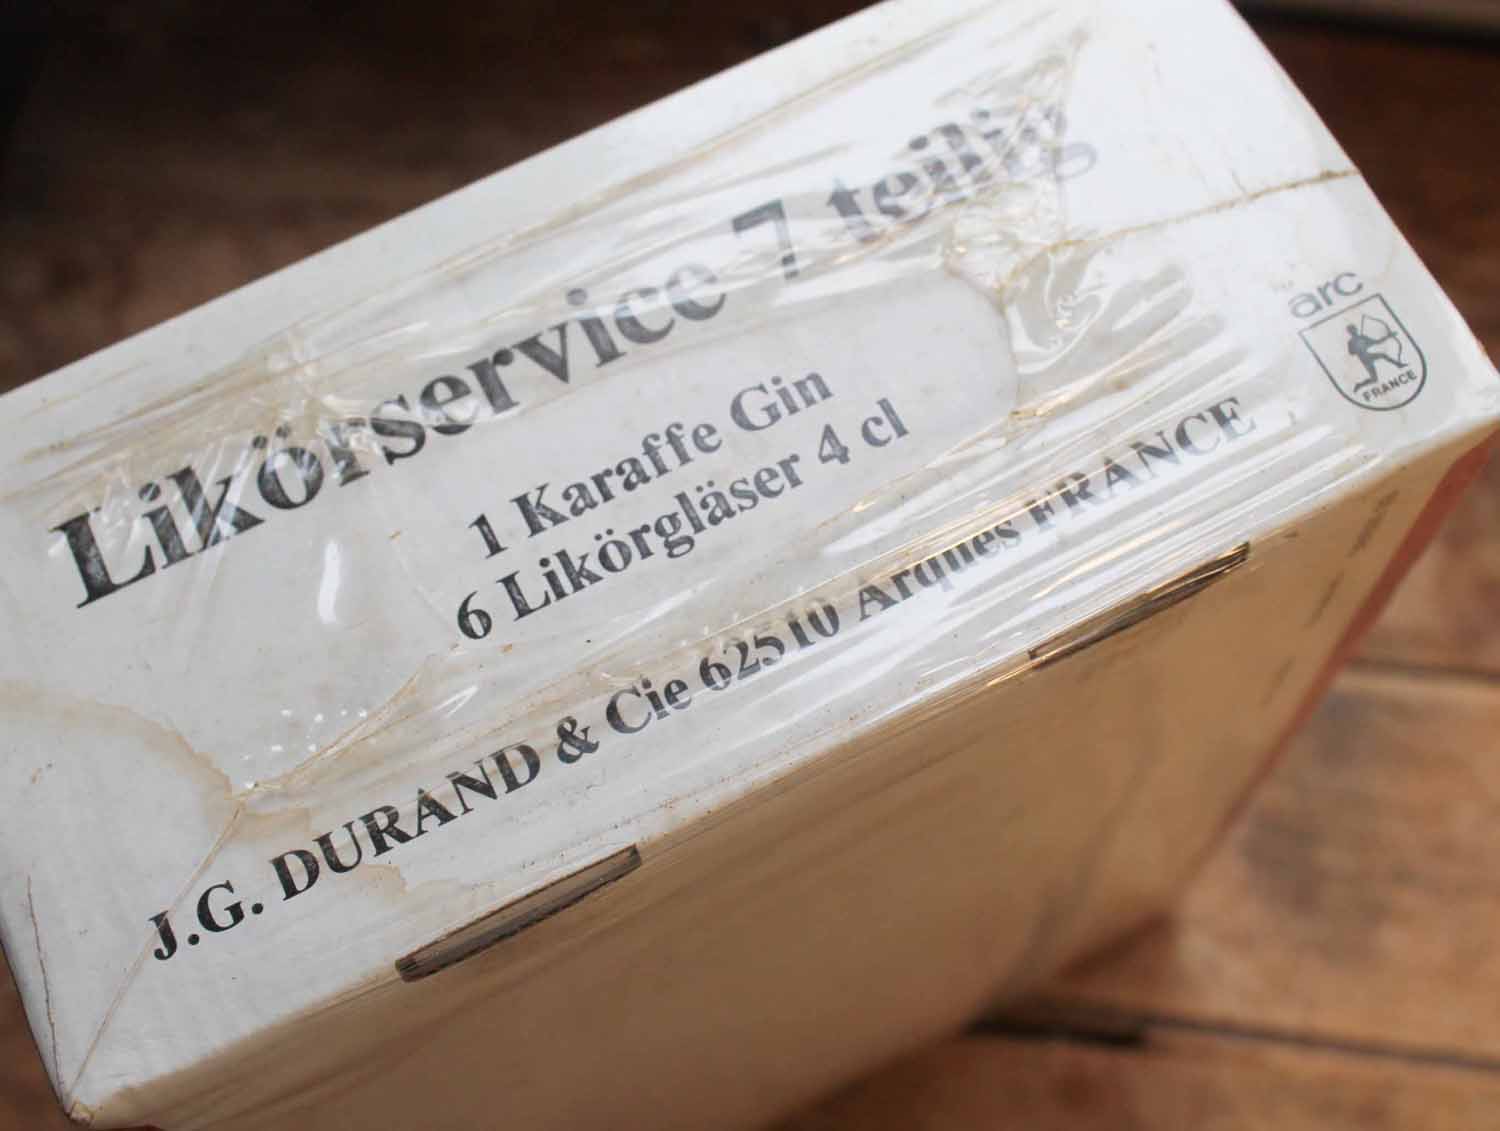 Likörservice 7 teilig
1 Karaffe Gin
6 Likörgläser 4 cl
J.G. DURAND & Cie 62510 Arques FRANCE
arc
FRANCE